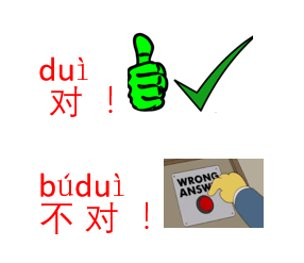 duì
对 ！
búduì
不 对 ！
WRONG
ANSW